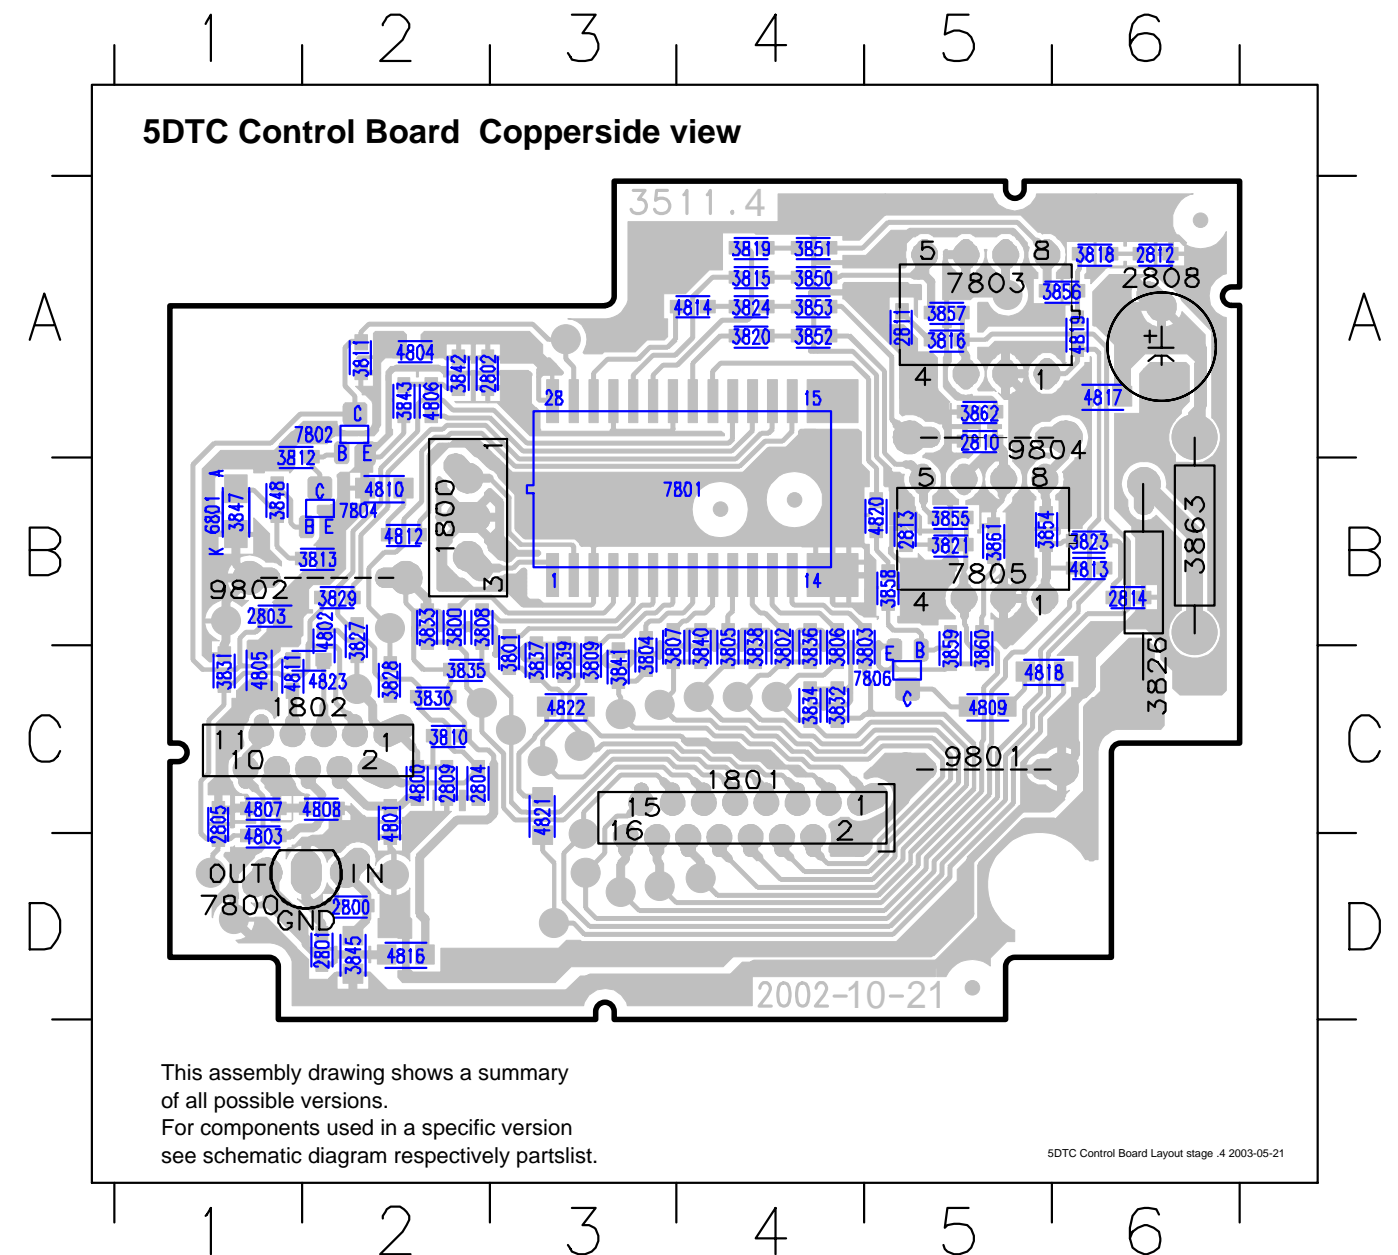 1 2 3 4 5 6
5DTC Control Board Copperside view
3511.4
3819 3851 5 8 3818 2812
3815 3850 7803 3856 2808
A A
4814 3824 3853 2811 3857 4819 +
3820 3852 3816
3811 4804 3842 2802 4 1
3843 4806 28 15 4817
C 3862
7802 1 2810 9804
B E
3812
A 5 8
6801 3847 3848 C 4810 1800 7801 4820 2813 3855 3861 3854 3863
7804
B E
B 4812 3821 3823 B
K 3813 1 14 7805 4813
9802 3829 3 3858 4 1 2814
2803
4802 3827 3833 3800 3808 3801 3837 3839 3809 3841 3804 3807 3840 3805 3838 3802 3836 3806 3803 E B 3859 3860
3831 4805 4811 4823 3828 3835 7806 4818 3826
3830 4822 3834 3832 C 4809
1802
C 11 1 3810 C
10 2 9801
4800 2809 2804 1801
2805 4807 4808 4801 4821 15 1
4803 16 2
OUT IN
7800 2800
GND
D D
2801 3845 4816
2002-10-21
This assembly drawing shows a summary
of all possible versions.
For components used in a specific version
see schematic diagram respectively partslist.
5DTC Control Board Layout stage .4 2003-05-21
1 2 3 4 5 6